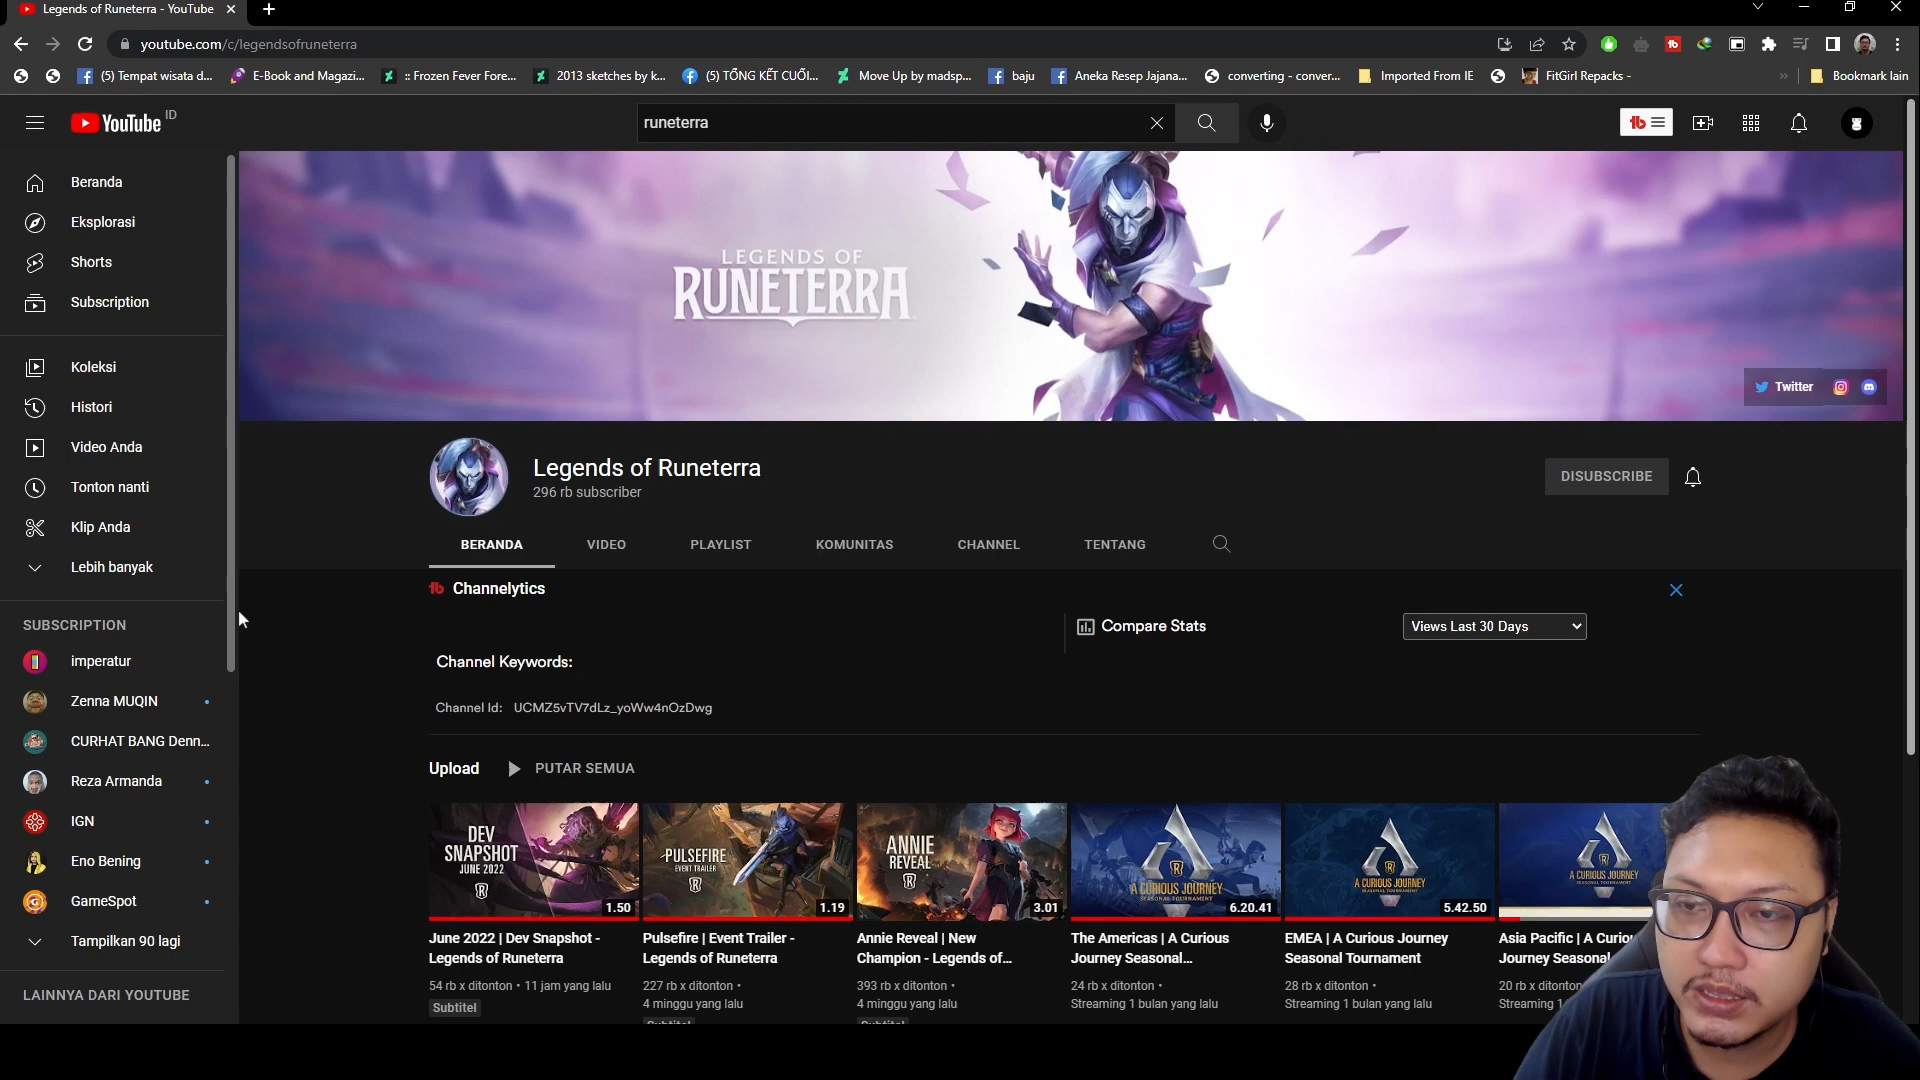 Legends of Runeterra - YouTube
youtube.com/c/legendsofruneterra
(5) Tempat wisata d...
E-Book and Magazi...
:: Frozen Fever Fore...
2013 sketches by k...
(5) TỔNG KẾT CUỐI...
Move Up by madsp...
baju
Aneka Resep Jajana...
converting - conver...
Imported From IE
FitGirl Repacks -
»
Bookmark lain
YouTube ID
runeterra
Beranda
Eksplorasi
Shorts
Subscription
Koleksi
Histori
Video Anda
Tonton nanti
Klip Anda
Lebih banyak
SUBSCRIPTION
imperatur
Zenna MUQIN
CURHAT BANG Denn...
Reza Armanda
IGN
Eno Bening
GameSpot
Tampilkan 90 lagi
LAINNYA DARI YOUTUBE
LEGENDS OF
RUNETERRA
Twitter
Legends of Runeterra
296 rb subscriber
DISUBSCRIBE
BERANDA
VIDEO
PLAYLIST
KOMUNITAS
CHANNEL
TENTANG
Channelytics
Compare Stats
Views Last 30 Days
Channel Keywords:
Channel Id: UCMZ5vTV7dLz_yoWw4nOzDwg
Upload
PUTAR SEMUA
DEV
SNAPSHOT
JUNE 2022
1.50
June 2022 | Dev Snapshot -
Legends of Runeterra
54 rb x ditonton • 11 jam yang lalu
Subtitel
PULSEFIRE
EVENT TRAILER
1.19
Pulsefire | Event Trailer -
Legends of Runeterra
227 rb x ditonton •
4 minggu yang lalu
Subtitel
ANNIE
REVEAL
3.01
Annie Reveal | New
Champion - Legends of...
393 rb x ditonton •
4 minggu yang lalu
Subtitel
A CURIOUS JOURNEY
SEASONAL TOURNAMENT
6.20.41
The Americas | A Curious
Journey Seasonal...
24 rb x ditonton •
Streaming 1 bulan yang lalu
A CURIOUS JOURNEY
SEASONAL TOURNAMENT
5.42.50
EMEA | A Curious Journey
Seasonal Tournament
28 rb x ditonton •
Streaming 1 bulan yang lalu
A CURIOUS JOURNEY
SEASONAL TOURNAMENT
Asia Pacific | A Curiou
Journey Seasonal
20 rb x ditonton
Streaming 1